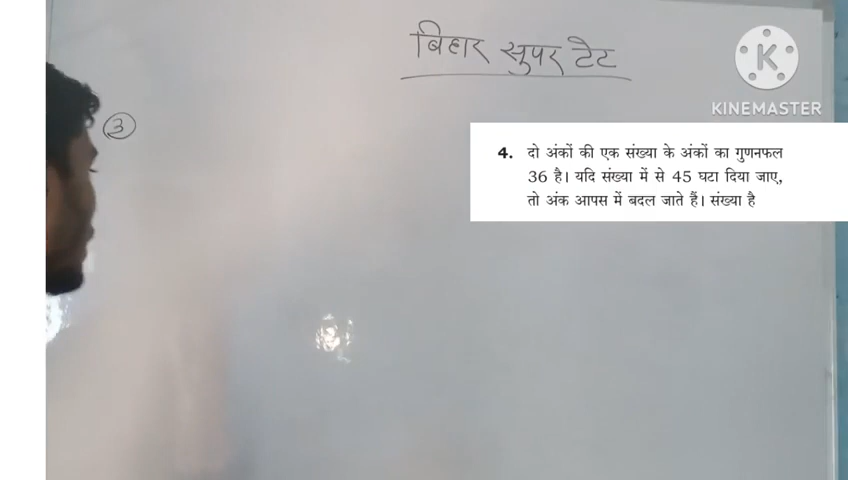 बिहार सुपर टेट
K
KINEMASTER
3
4. दो अंकों की एक संख्या के अंकों का गुणनफल
36 है। यदि संख्या में से 45 घटा दिया जाए,
तो अंक आपस में बदल जाते हैं। संख्या है